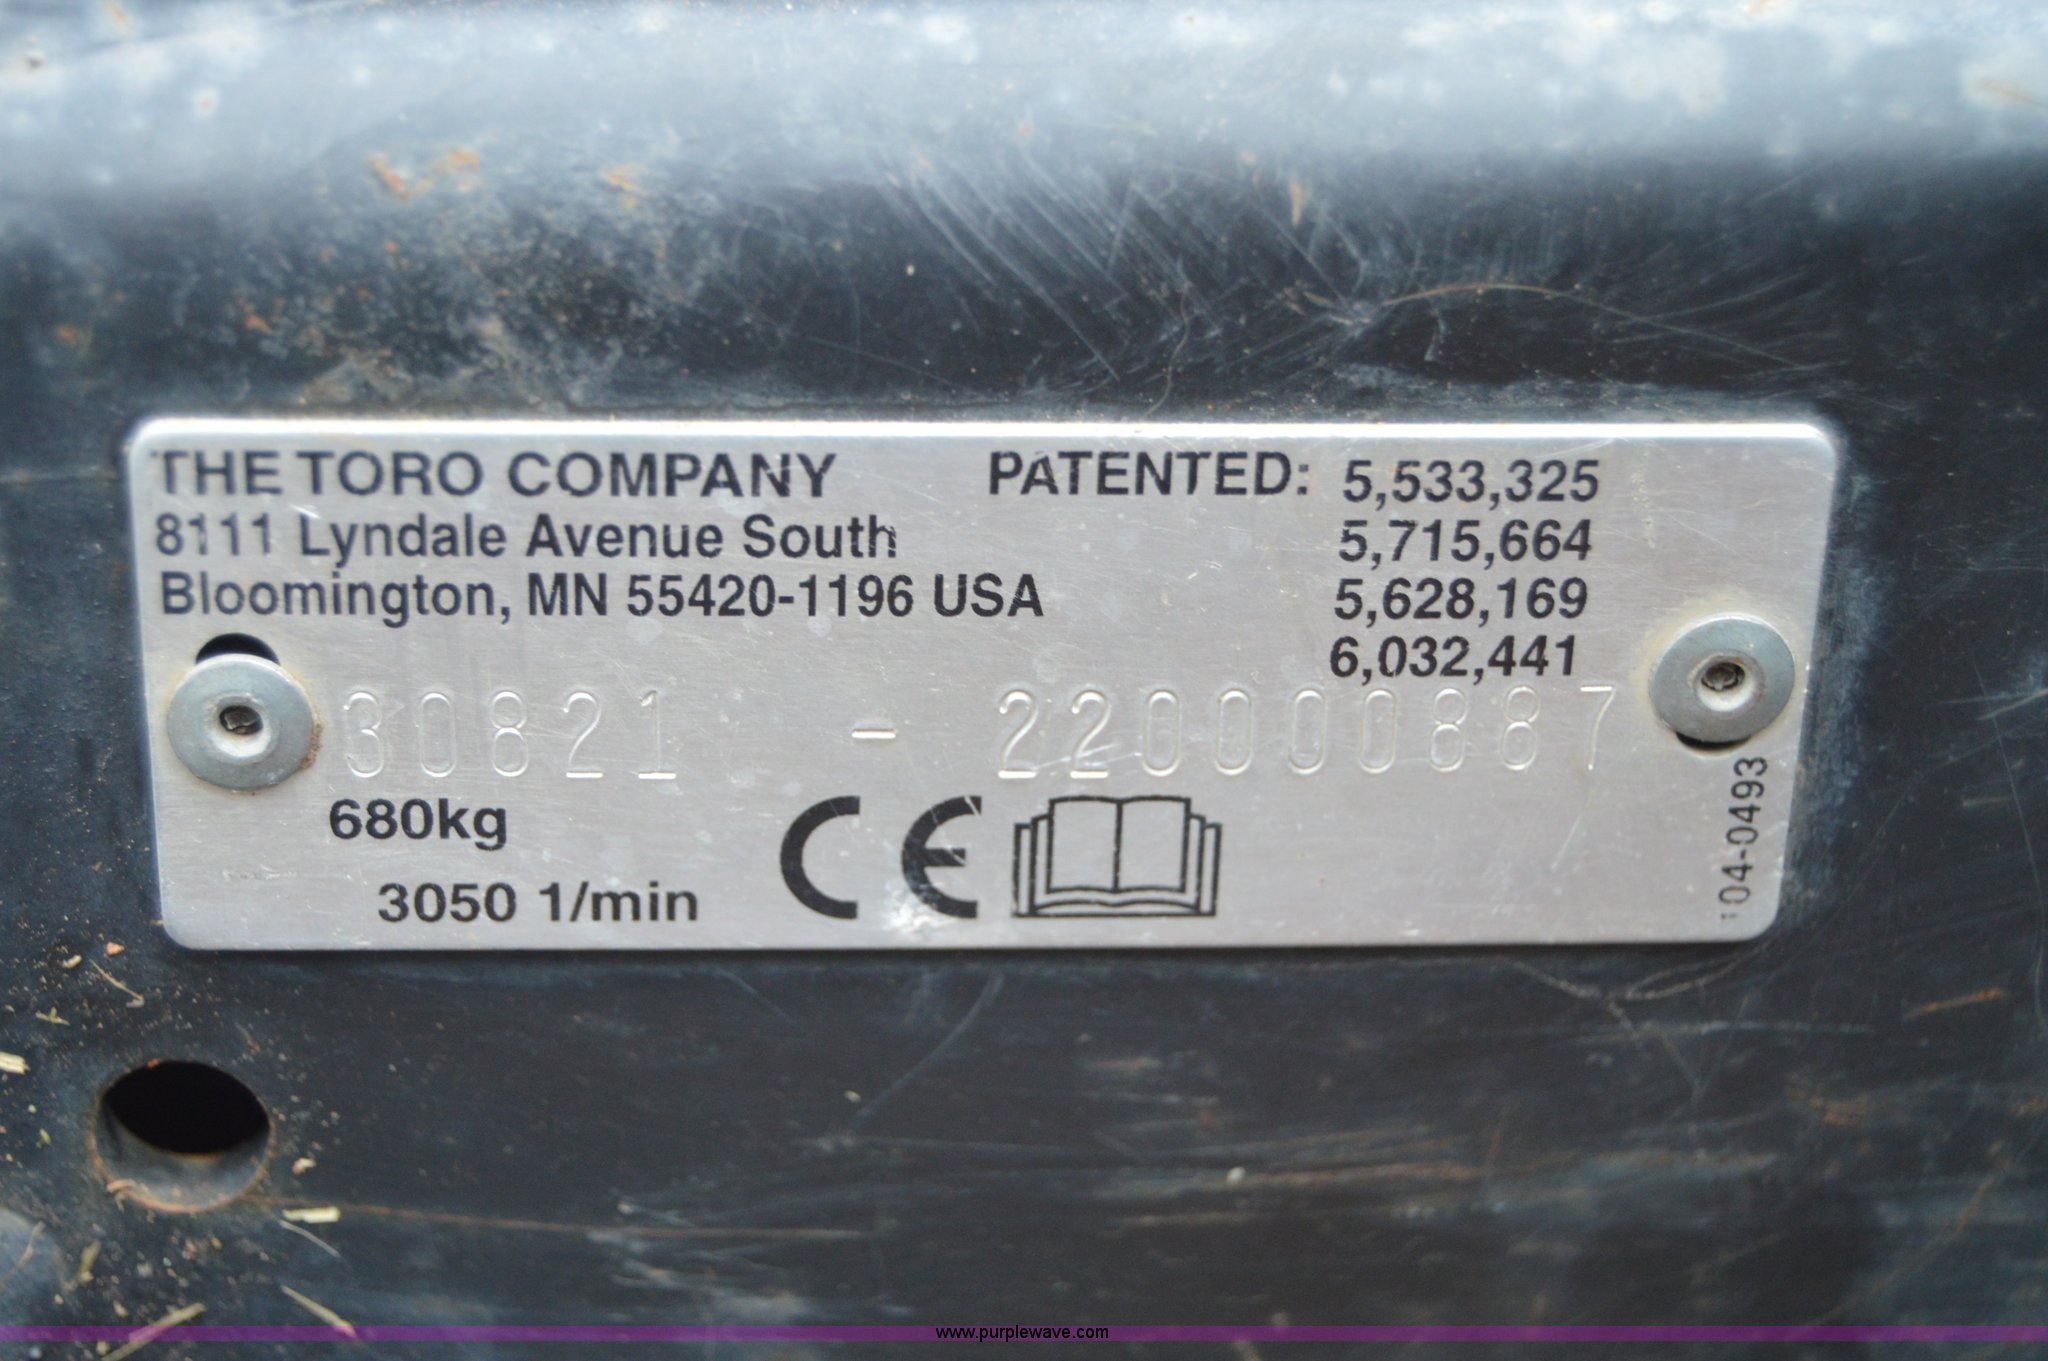 THE TORO COMPANY
8111 Lyndale Avenue South
Bloomington, MN 55420-1196 USA
PATENTED: 5,533,325
5,715,664
5,628,169
6,032,441
30821 - 220000887
680kg
3050 1/min
CE
104-0493
www.purplewave.com